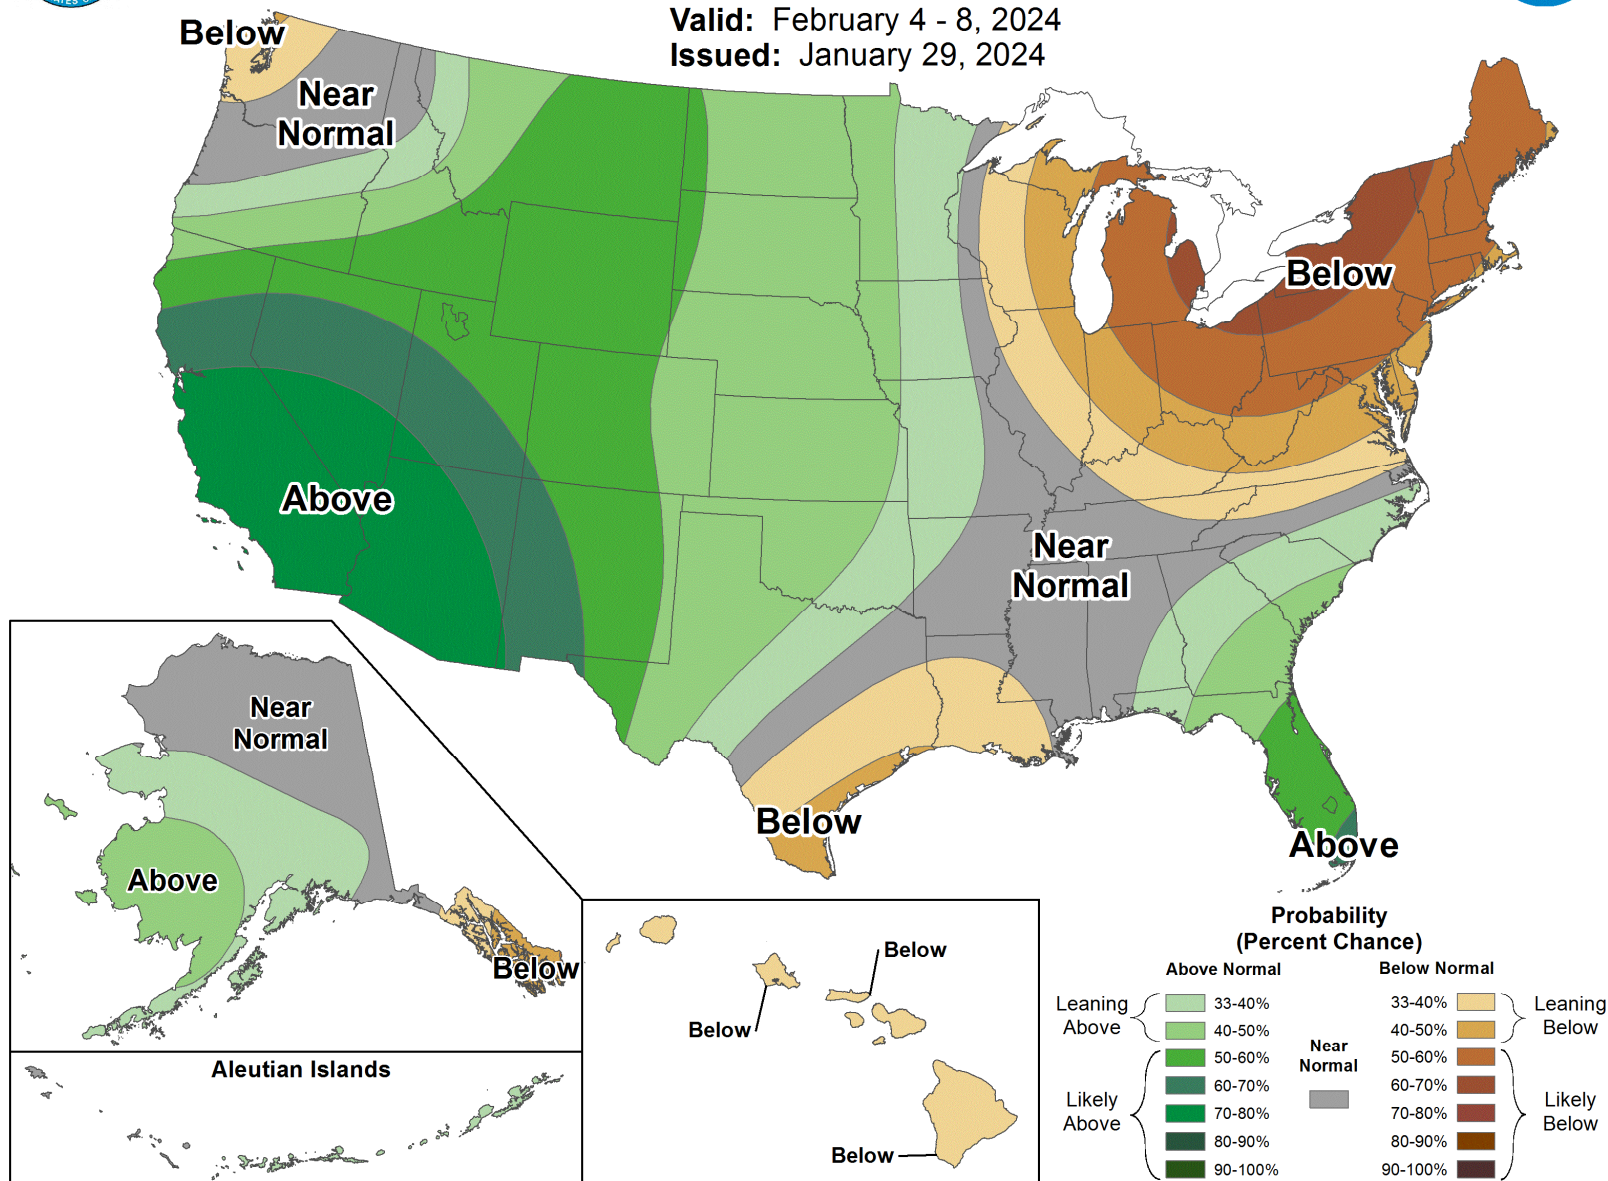 Valid: February 4 - 8, 2024
Issued: January 29, 2024
Below
Near
Normal
Below
Above
Near
Normal
Below
Above
Near
Normal
Above
Below
Aleutian Islands
Below
Below
Below
Probability
(Percent Chance)
Above Normal
Below Normal
Leaning
Above
33-40%
40-50%
50-60%
60-70%
70-80%
80-90%
90-100%
Likely
Above
Near
Normal
33-40%
40-50%
50-60%
60-70%
70-80%
80-90%
90-100%
Leaning
Below
Likely
Below